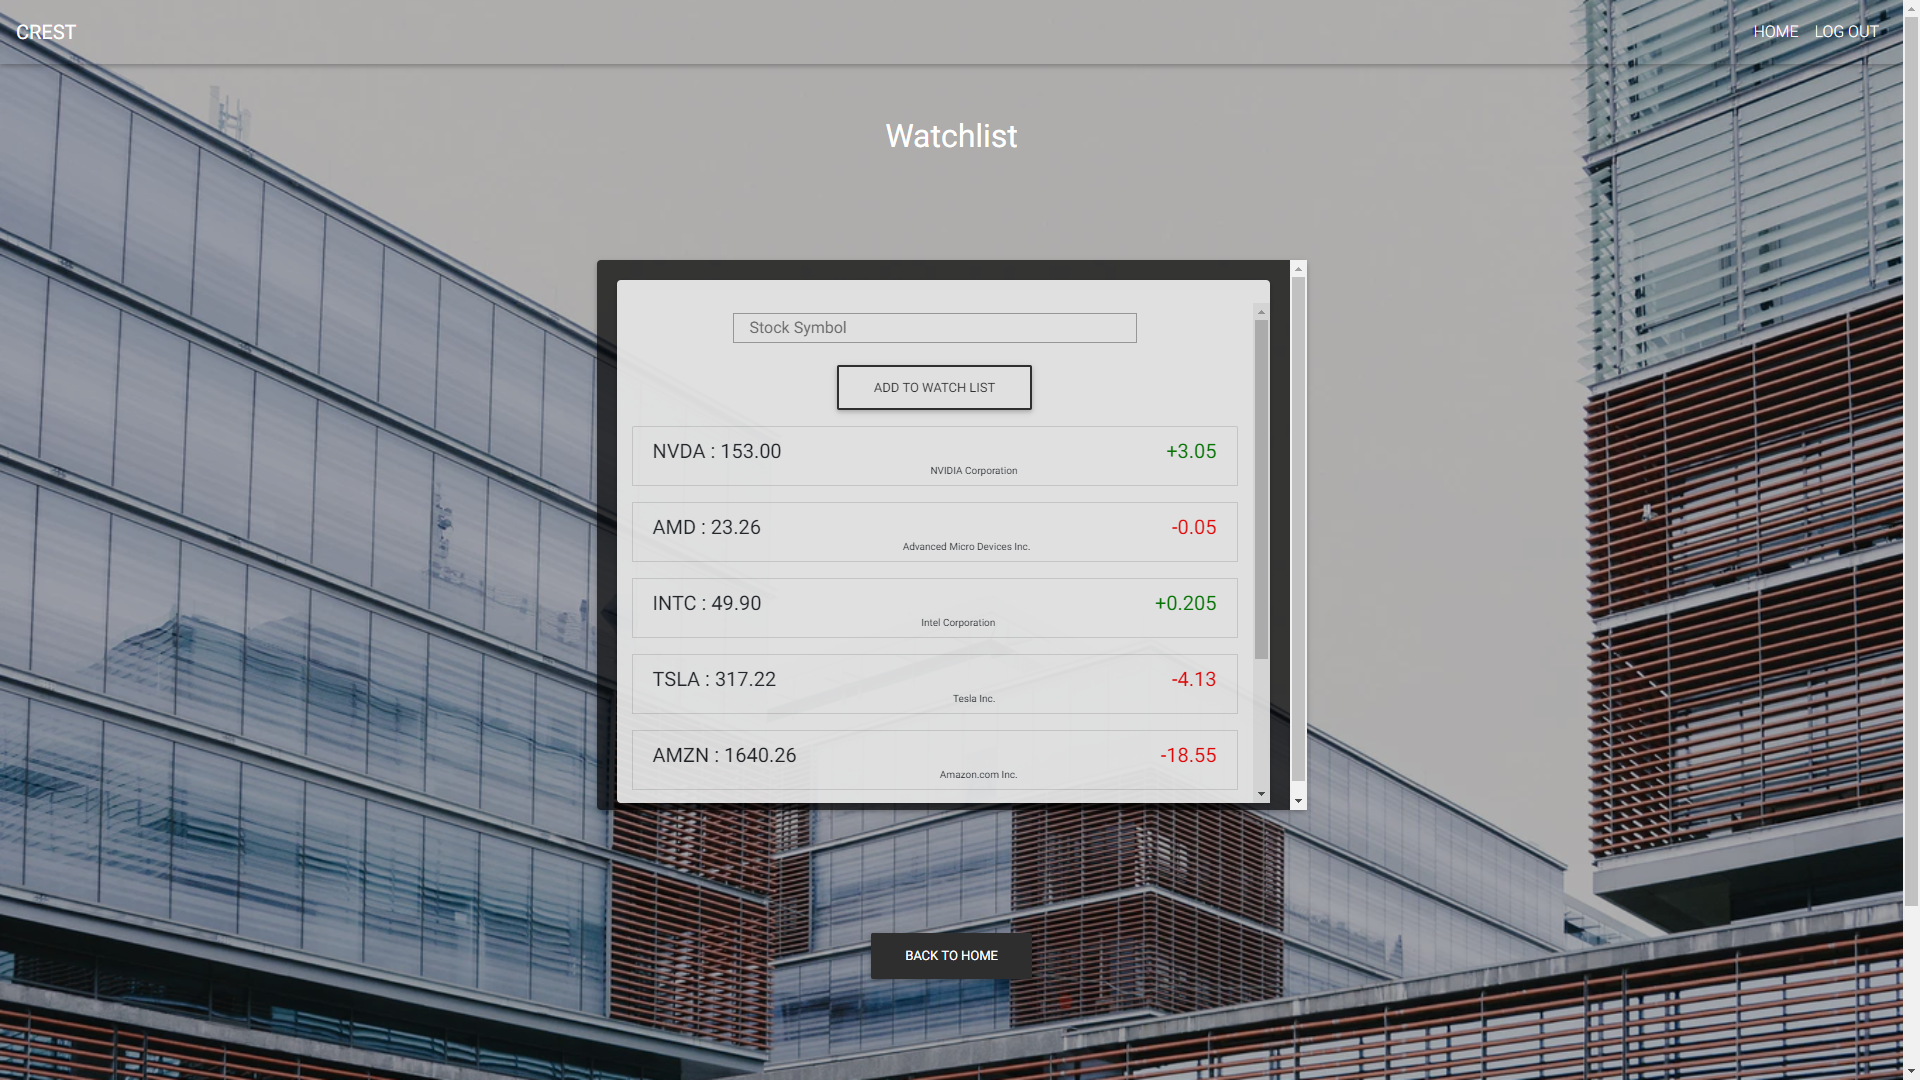 CREST
HOME LOG OUT
Watchlist
Stock Symbol
ADD TO WATCH LIST
NVDA : 153.00 +3.05
NVIDIA Corporation
AMD : 23.26 -0.05
Advanced Micro Devices Inc.
INTC : 49.90 +0.205
Intel Corporation
TSLA : 317.22 -4.13
Tesla Inc.
AMZN : 1640.26 -18.55
Amazon.com Inc.
BACK TO HOME